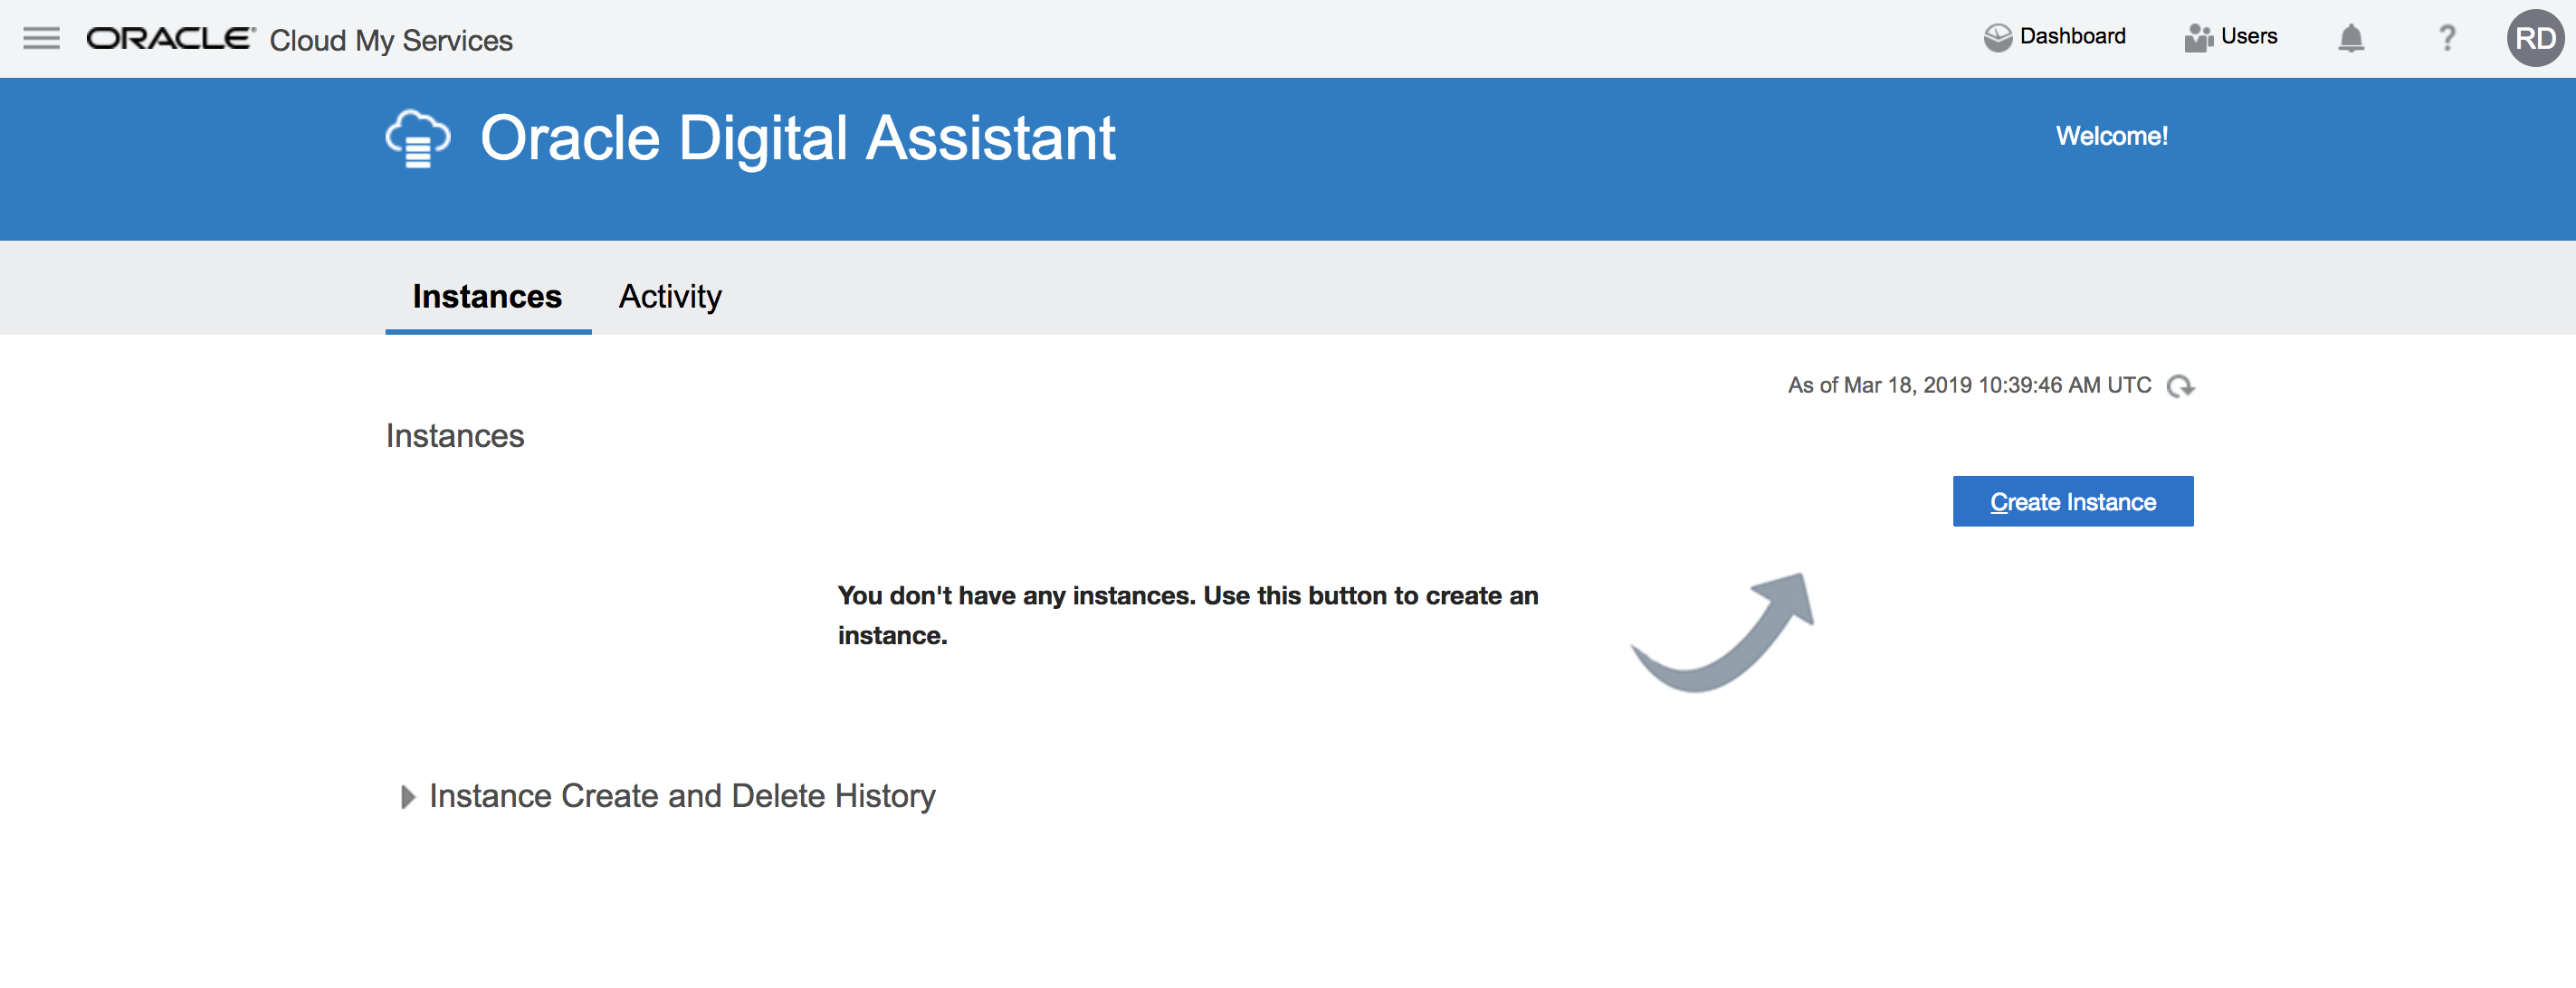 ORACLE® Cloud My Services Dashboard Users ? RD
Oracle Digital Assistant Welcome!
Instances Activity
As of Mar 18, 2019 10:39:46 AM UTC
Instances
Create Instance
You don't have any instances. Use this button to create an
instance.
Instance Create and Delete History